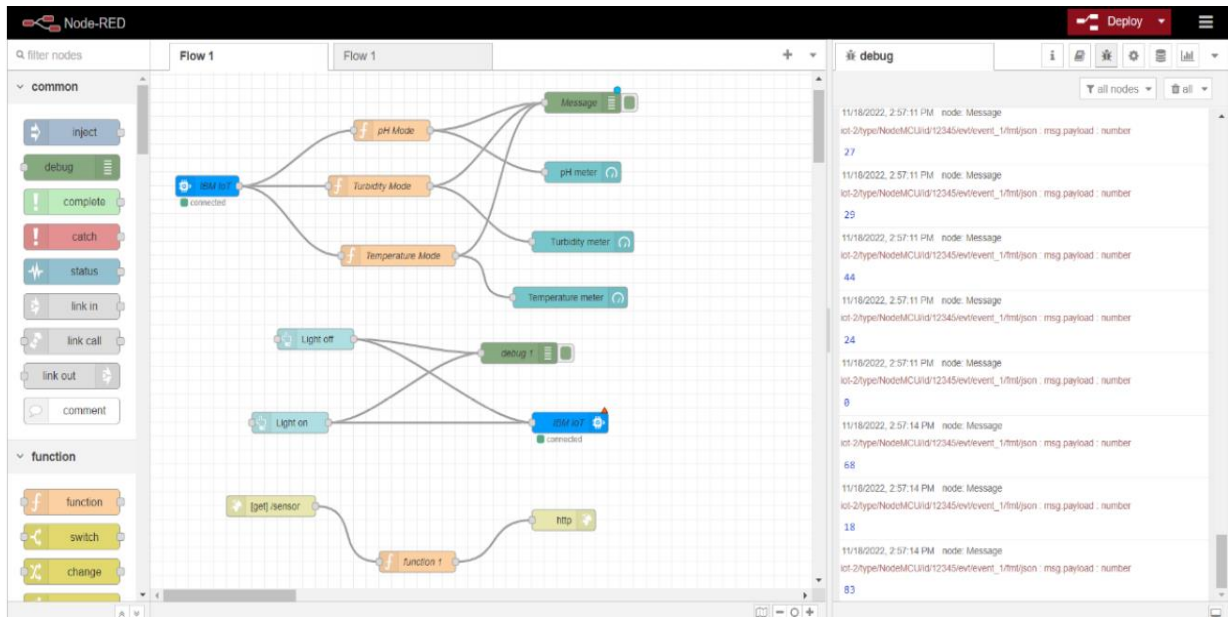 Node-RED
Deploy
filter nodes
common
inject
debug
complete
catch
status
link in
link call
link out
comment
function
function
switch
change
Flow 1
Flow 1
Message
pH Mode
pH meter
IBM IoT
connected
Turbidity Mode
Turbidity meter
Temperature Mode
Temperature meter
Light off
debug 1
Light on
IBM IoT
connected
[get] /sensor
http
function 1
debug
i
all nodes
all
11/18/2022, 2:57:11 PM node: Message
iot-2/type/NodeMCU/id/12345/evt/event_1/fmt/json : msg.payload : number
27
11/18/2022, 2:57:11 PM node: Message
iot-2/type/NodeMCU/id/12345/evt/event_1/fmt/json : msg.payload : number
29
11/18/2022, 2:57:11 PM node: Message
iot-2/type/NodeMCU/id/12345/evt/event_1/fmt/json : msg.payload : number
44
11/18/2022, 2:57:11 PM node: Message
iot-2/type/NodeMCU/id/12345/evt/event_1/fmt/json : msg.payload : number
24
11/18/2022, 2:57:11 PM node: Message
iot-2/type/NodeMCU/id/12345/evt/event_1/fmt/json : msg.payload : number
0
11/18/2022, 2:57:14 PM node: Message
iot-2/type/NodeMCU/id/12345/evt/event_1/fmt/json : msg.payload : number
68
11/18/2022, 2:57:14 PM node: Message
iot-2/type/NodeMCU/id/12345/evt/event_1/fmt/json : msg.payload : number
18
11/18/2022, 2:57:14 PM node: Message
iot-2/type/NodeMCU/id/12345/evt/event_1/fmt/json : msg.payload : number
83